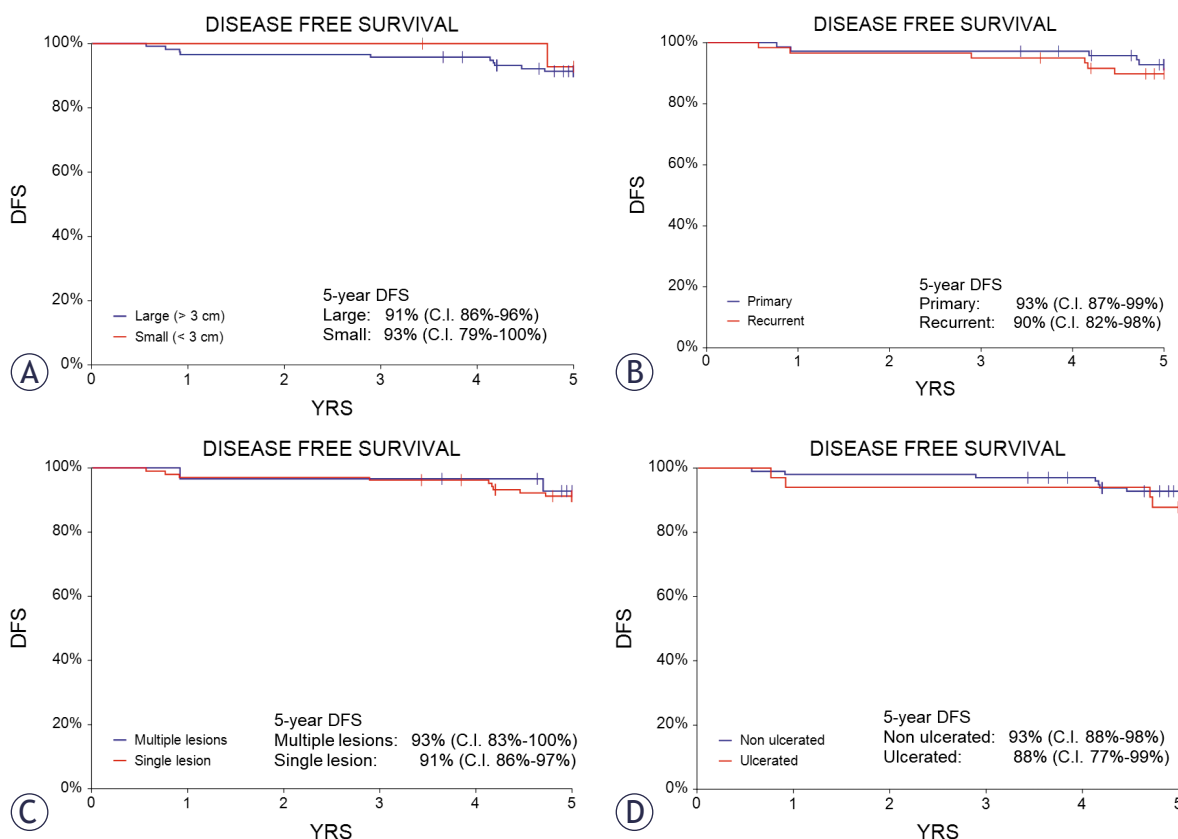 DISEASE FREE SURVIVAL
100%
80%
60%
40%
20%
0%
DFS
Large (> 3 cm)
Small (< 3 cm)
5-year DFS
Large: 91% (C.I. 86%-96%)
Small: 93% (C.I. 79%-100%)
0 1 2 3 4 5
YRS
A
DISEASE FREE SURVIVAL
100%
80%
60%
40%
20%
0%
DFS
Primary
Recurrent
5-year DFS
Primary: 93% (C.I. 87%-99%)
Recurrent: 90% (C.I. 82%-98%)
0 1 2 3 4 5
YRS
B
DISEASE FREE SURVIVAL
100%
80%
60%
40%
20%
0%
DFS
Multiple lesions
Single lesion
5-year DFS
Multiple lesions: 93% (C.I. 83%-100%)
Single lesion: 91% (C.I. 86%-97%)
0 1 2 3 4 5
YRS
C
DISEASE FREE SURVIVAL
100%
80%
60%
40%
20%
0%
DFS
Non ulcerated
Ulcerated
5-year DFS
Non ulcerated: 93% (C.I. 88%-98%)
Ulcerated: 88% (C.I. 77%-99%)
0 1 2 3 4 5
YRS
D